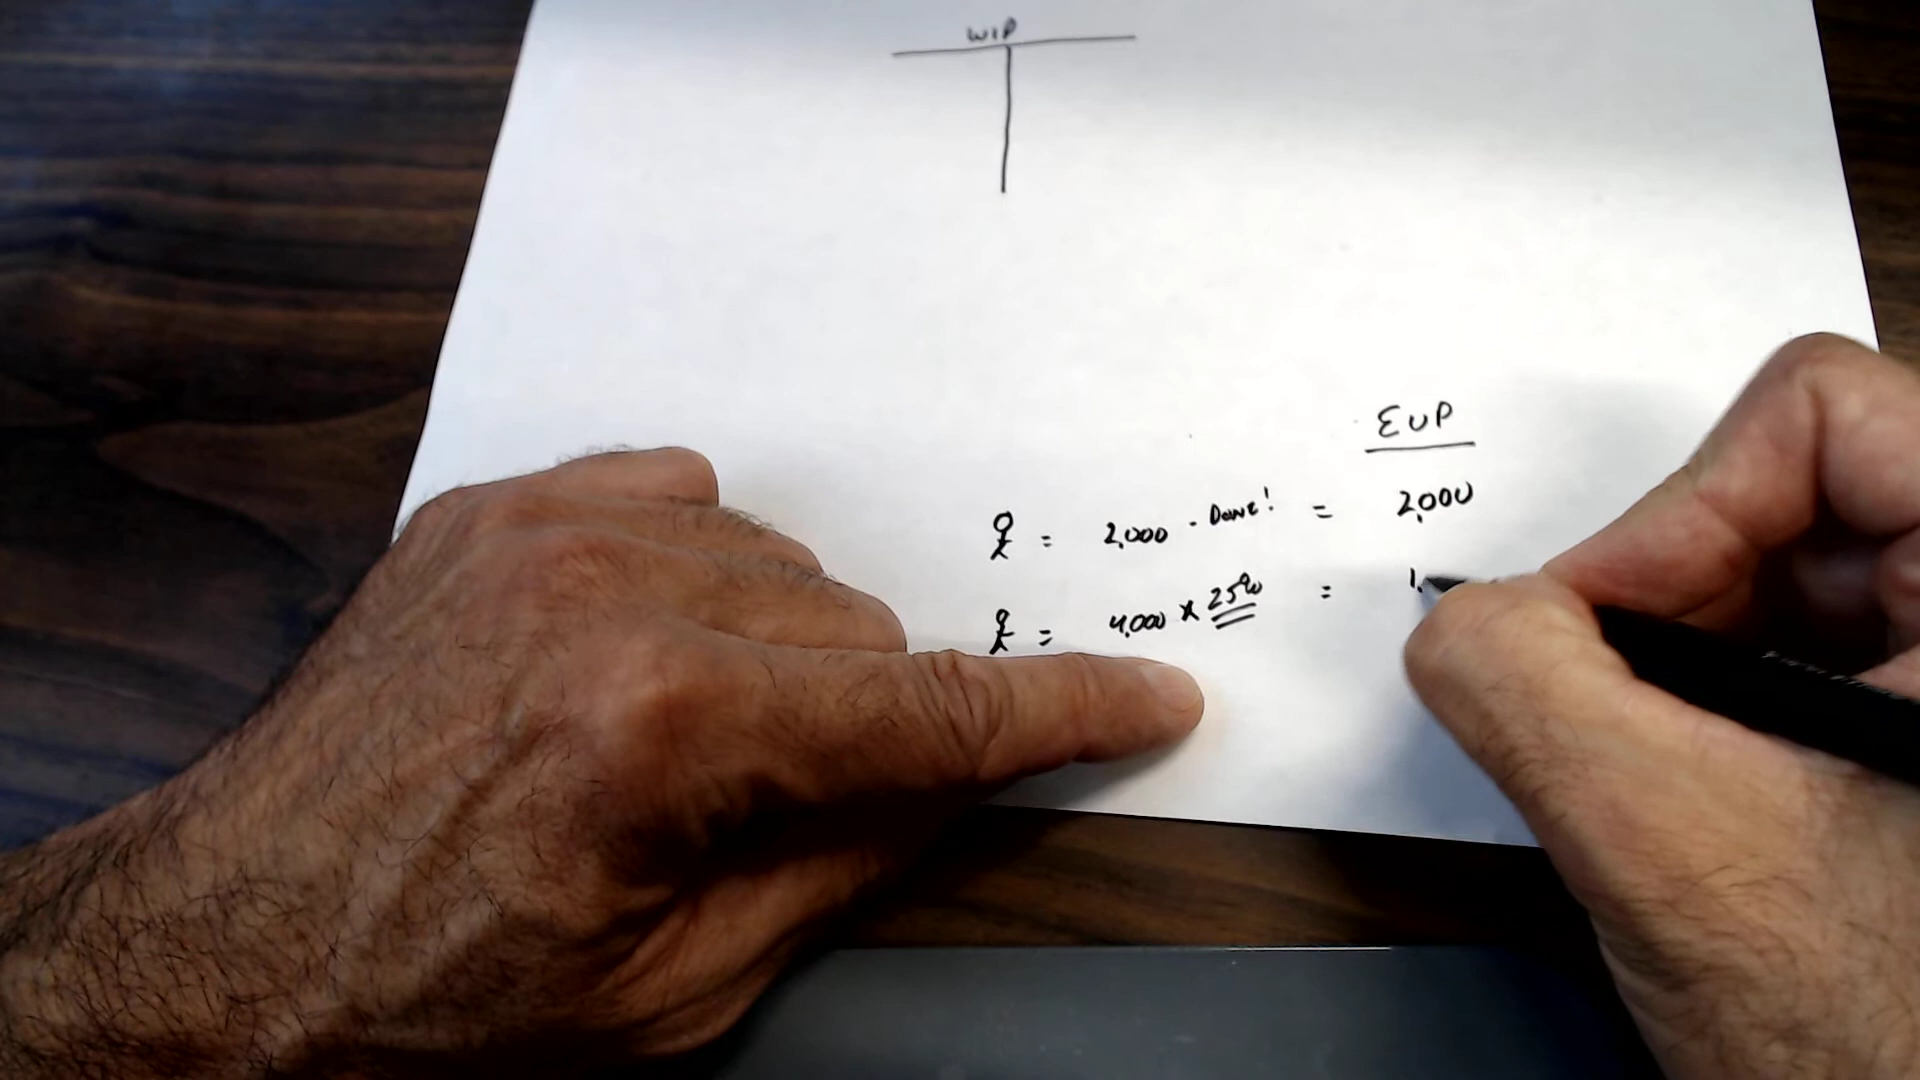 WIP
EUP
= 2,000 - Done! = 2,000
= 4,000 x 25% = 1,